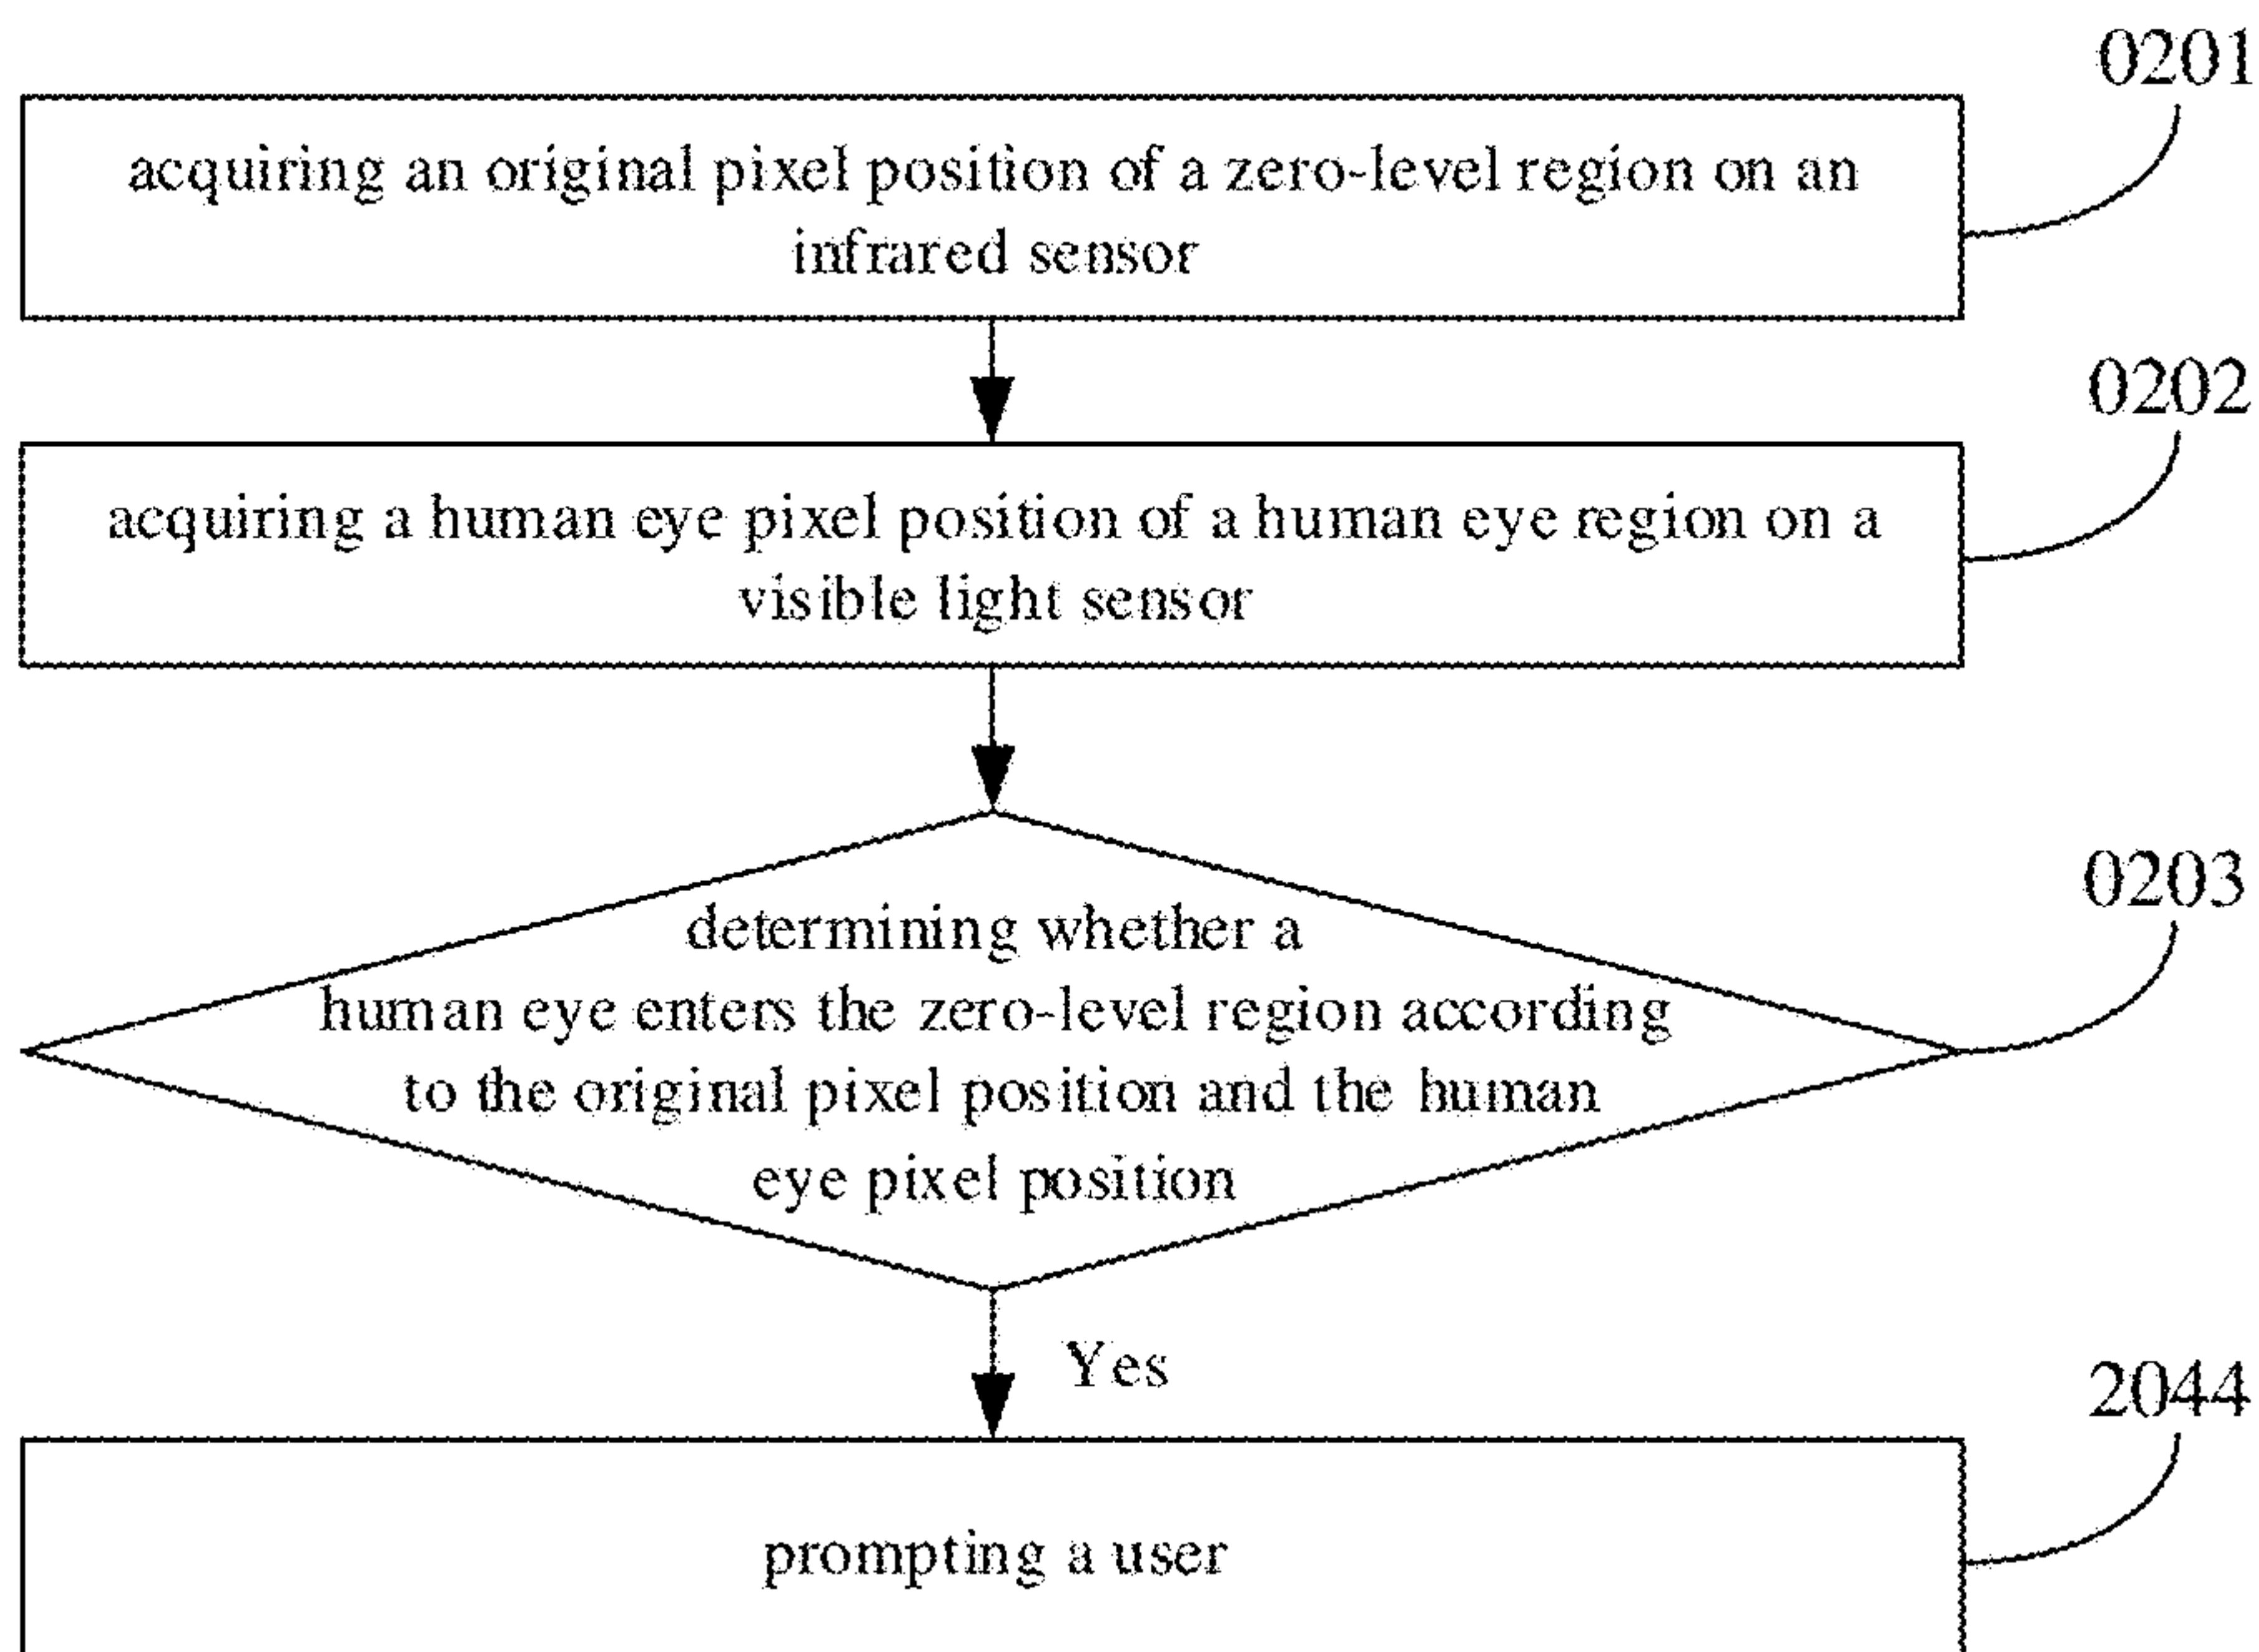 0201
acquiring an original pixel position of a zero-level region on an
infrared sensor
0202
acquiring a human eye pixel position of a human eye region on a
visible light sensor
0203
determining whether a
human eye enters the zero-level region according
to the original pixel position and the human
eye pixel position
Yes
2044
prompting a user